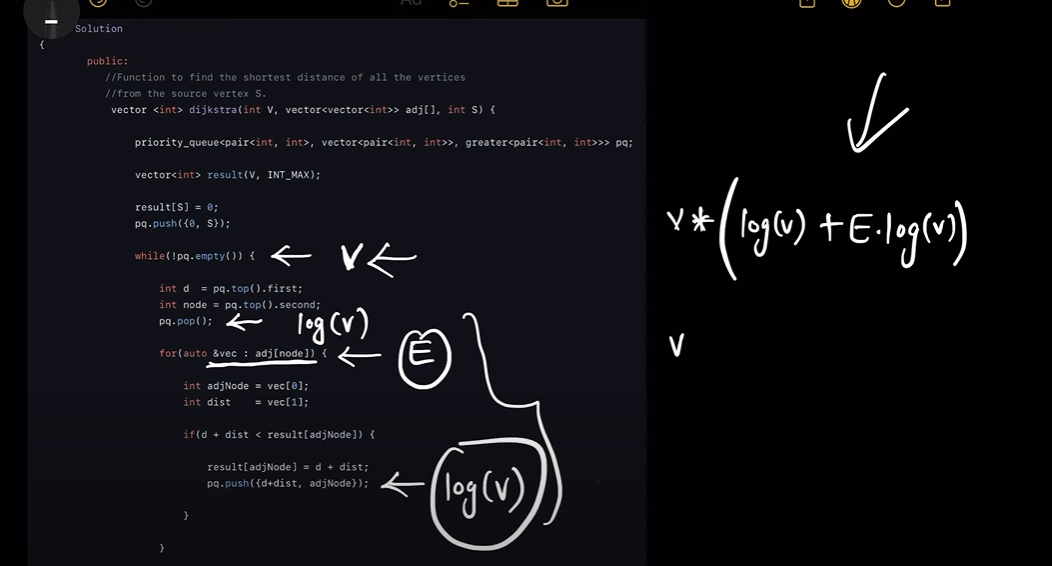 Aa
Solution
{
public:
//Function to find the shortest distance of all the vertices
//from the source vertex S.
vector <int> dijkstra(int V, vector<vector<int>> adj[], int S) {
priority_queue<pair<int, int>, vector<pair<int, int>>, greater<pair<int, int>>> pq;
vector<int> result(V, INT_MAX);
result[S] = 0;
pq.push({0, S});
while(!pq.empty()) { ← V ←
int d = pq.top().first;
int node = pq.top().second;
pq.pop(); ← log(v)
for(auto &vec : adj[node]) { ← E
int adjNode = vec[0];
int dist = vec[1];
if(d + dist < result[adjNode]) {
result[adjNode] = d + dist;
pq.push({d+dist, adjNode}); ← log(v)
}
}
v * (log(v) + E.log(v))
v